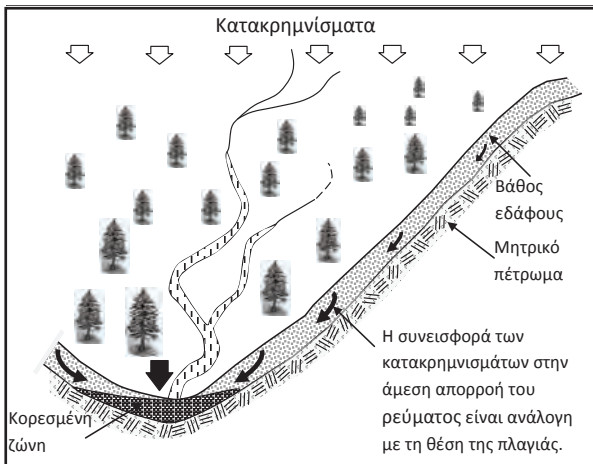 Κατακρημνίσματα
Βάθος
εδάφους
Μητρικό
πέτρωμα
Η συνεισφορά των
κατακρημνισμάτων στην
άμεση απορροή του
ρεύματος είναι ανάλογη
με τη θέση της πλαγιάς.
Κορεσμένη
ζώνη